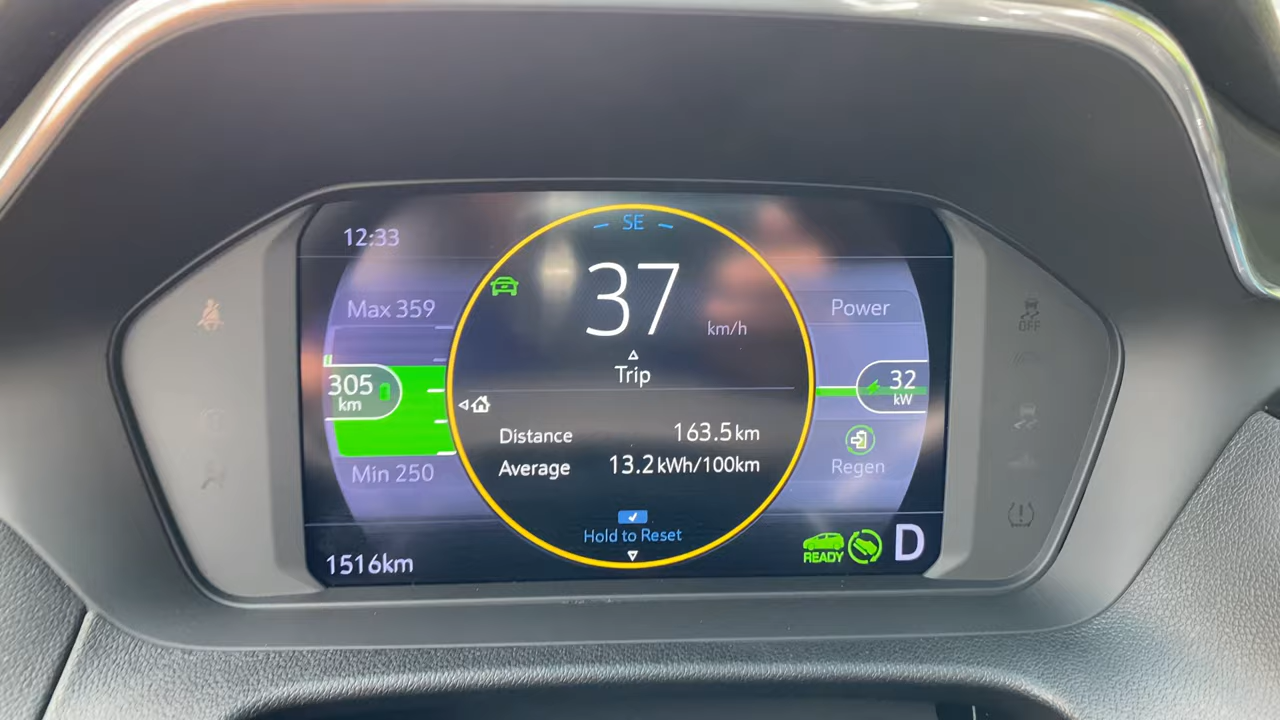 SE
12:33
37
km/h
Max 359
Power
Trip
305
km
32
kW
Distance 163.5 km
Average 13.2 kWh/100km
Min 250
Regen
Hold to Reset
1516km
READY
D
OFF